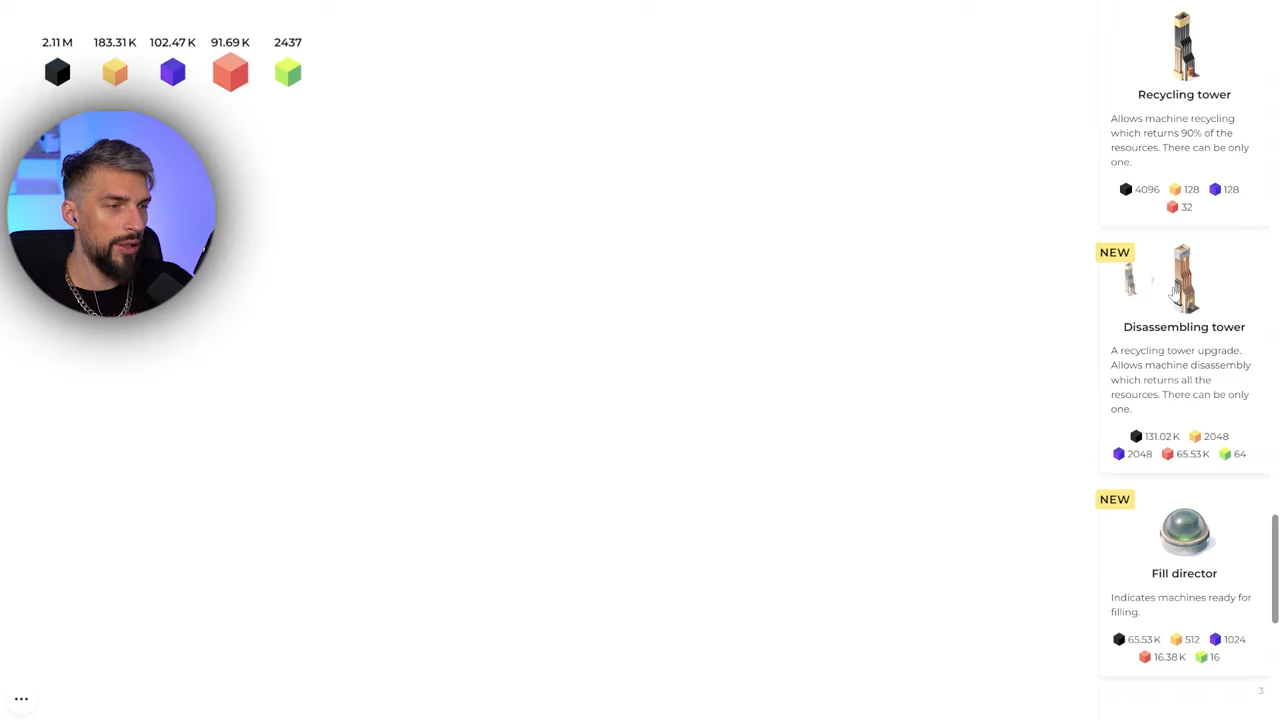 2.11 M 183.31 K 102.47 K 91.69 K 2437
Recycling tower
Allows machine recycling
which returns 90% of the
resources. There can be only
one.
4096 128 128
32
NEW
Disassembling tower
A recycling tower upgrade.
Allows machine disassembly
which returns all the
resources. There can be only
one.
131.02 K 2048
2048 65.53 K 64
NEW
Fill director
Indicates machines ready for
filling.
65.53 K 512 1024
16.38 K 16
3